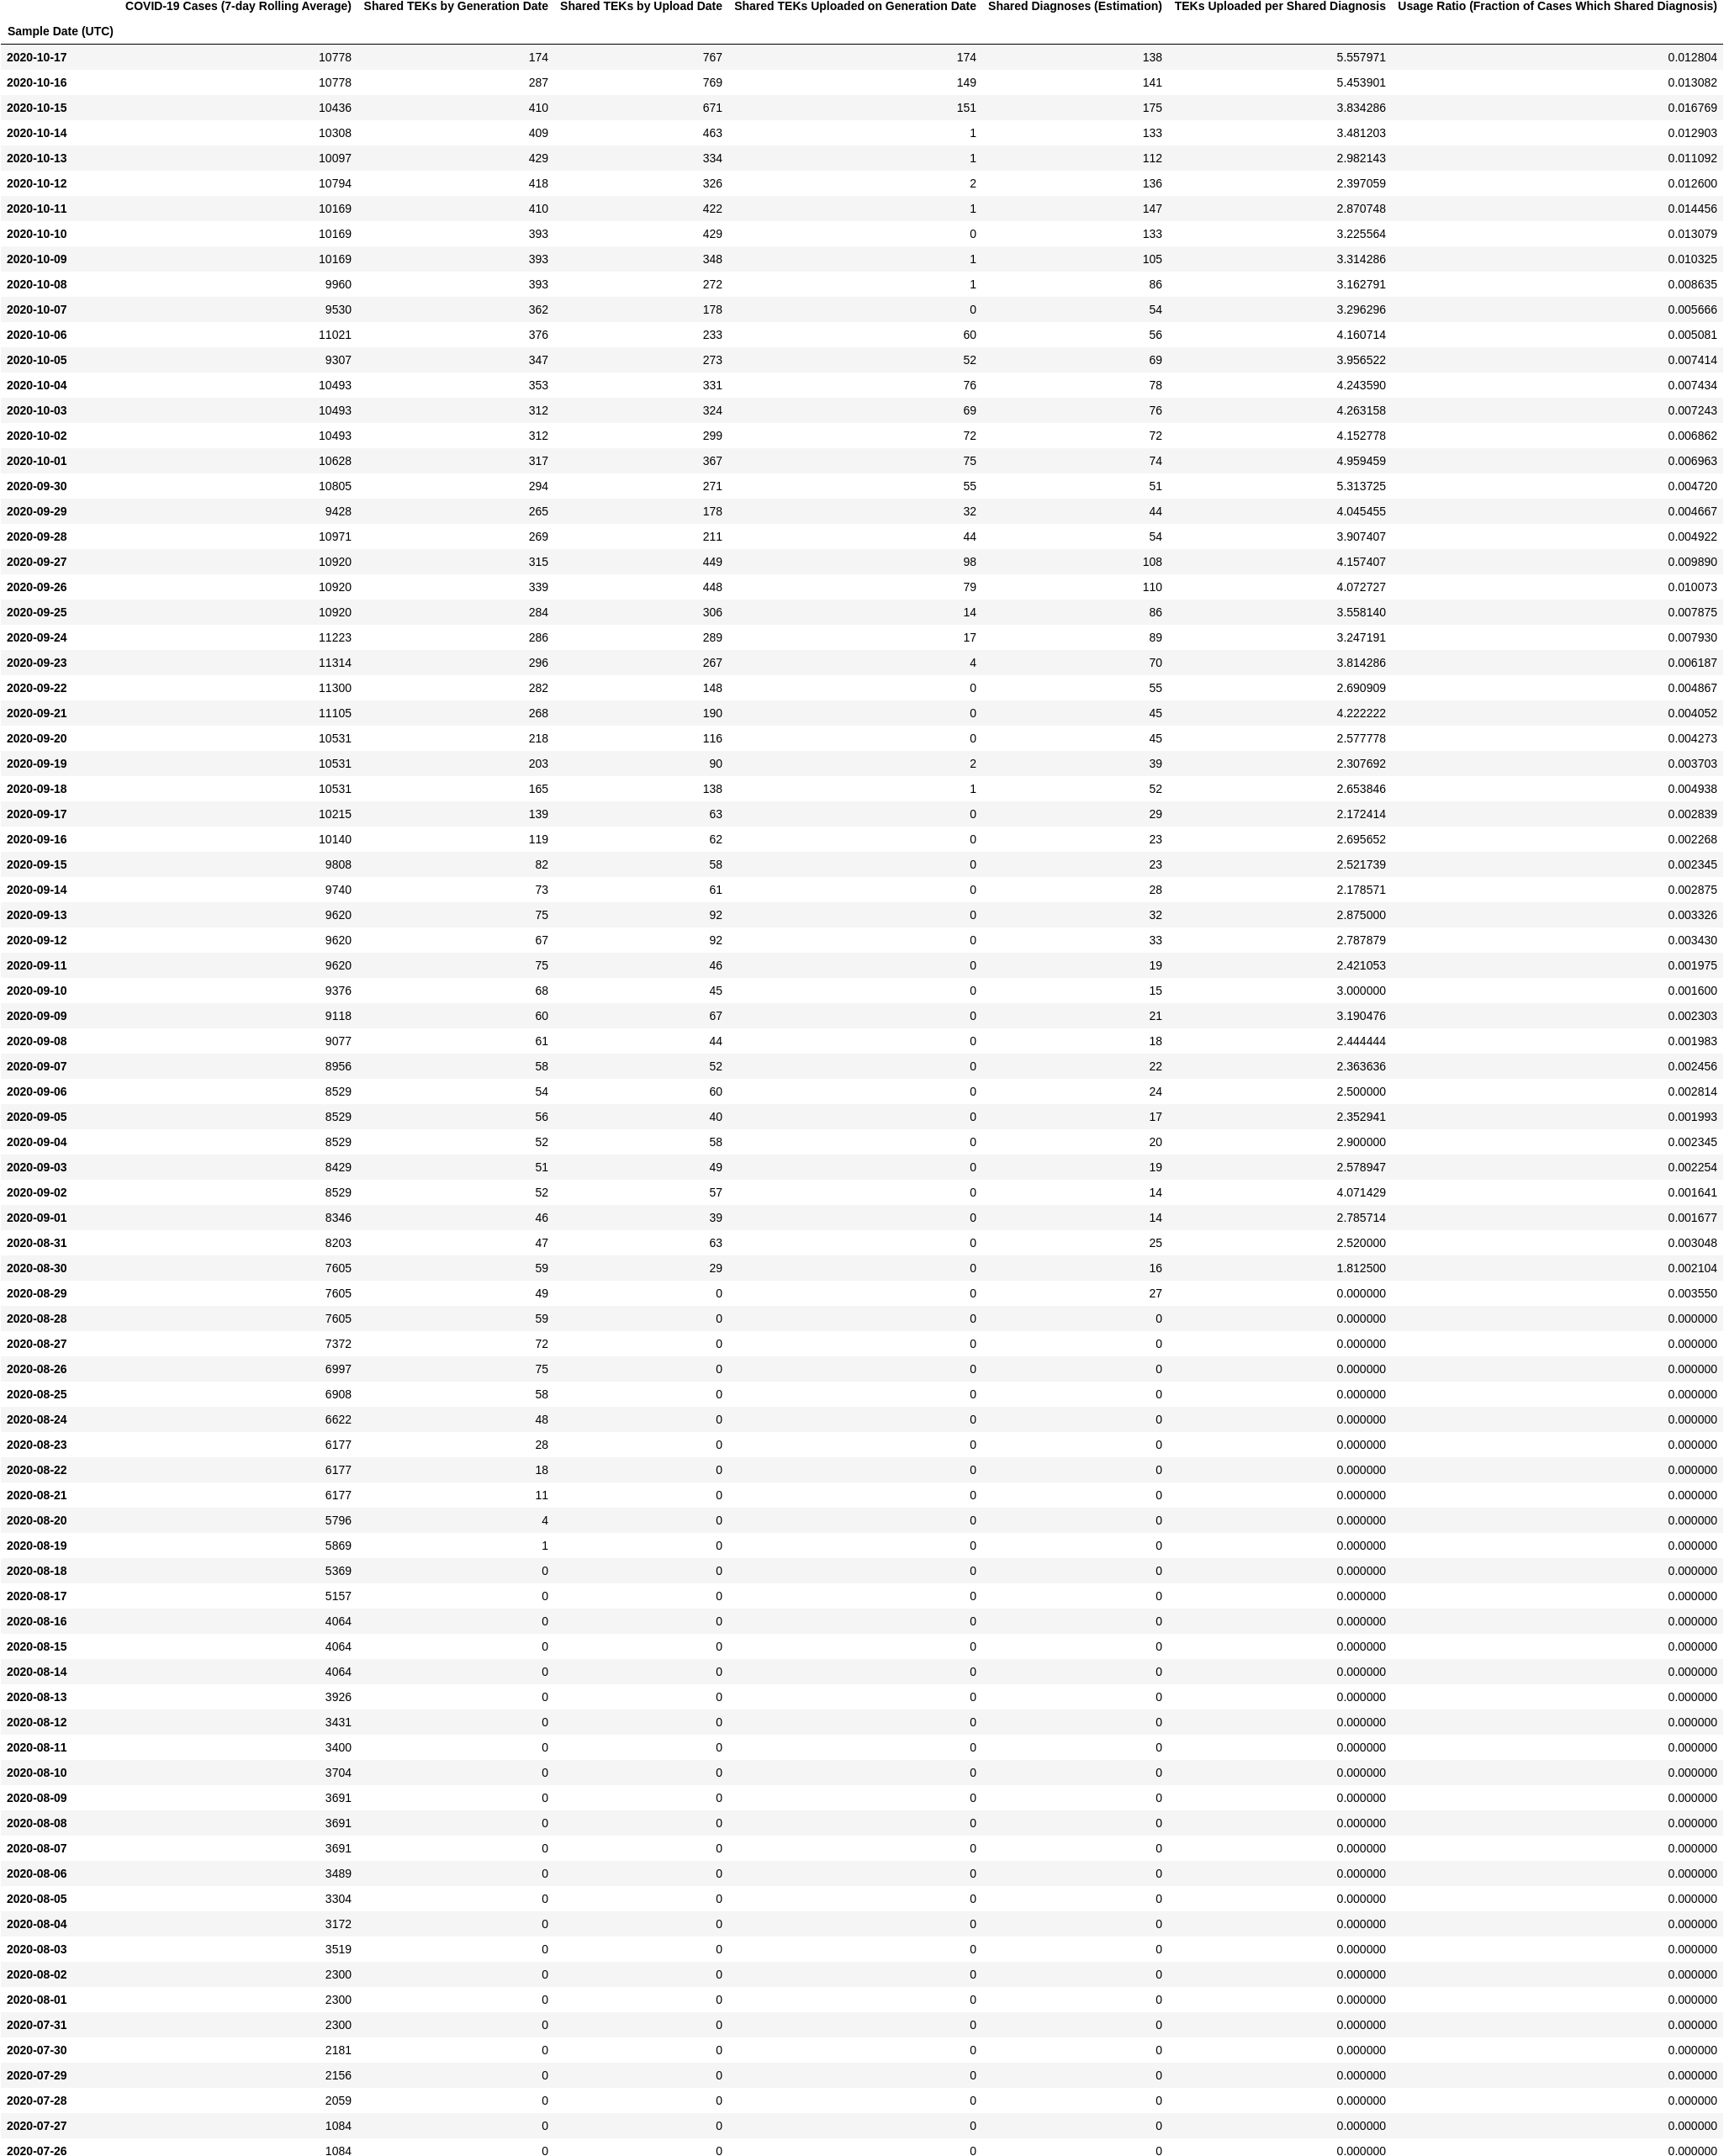 COVID-19 Cases (7-day Rolling Average) Shared TEKs by Generation Date Shared TEKs by Upload Date Shared TEKs Uploaded on Generation Date Shared Diagnoses (Estimation) TEKs Uploaded per Shared Diagnosis Usage Ratio (Fraction of Cases Which Shared Diagnosis)
Sample Date (UTC)
2020-10-17 10778 174 767 174 138 5.557971 0.012804
2020-10-16 10778 287 769 149 141 5.453901 0.013082
2020-10-15 10436 410 671 151 175 3.834286 0.016769
2020-10-14 10308 409 463 1 133 3.481203 0.012903
2020-10-13 10097 429 334 1 112 2.982143 0.011092
2020-10-12 10794 418 326 2 136 2.397059 0.012600
2020-10-11 10169 410 422 1 147 2.870748 0.014456
2020-10-10 10169 393 429 0 133 3.225564 0.013079
2020-10-09 10169 393 348 1 105 3.314286 0.010325
2020-10-08 9960 393 272 1 86 3.162791 0.008635
2020-10-07 9530 362 178 0 54 3.296296 0.005666
2020-10-06 11021 376 233 60 56 4.160714 0.005081
2020-10-05 9307 347 273 52 69 3.956522 0.007414
2020-10-04 10493 353 331 76 78 4.243590 0.007434
2020-10-03 10493 312 324 69 76 4.263158 0.007243
2020-10-02 10493 312 299 72 72 4.152778 0.006862
2020-10-01 10628 317 367 75 74 4.959459 0.006963
2020-09-30 10805 294 271 55 51 5.313725 0.004720
2020-09-29 9428 265 178 32 44 4.045455 0.004667
2020-09-28 10971 269 211 44 54 3.907407 0.004922
2020-09-27 10920 315 449 98 108 4.157407 0.009890
2020-09-26 10920 339 448 79 110 4.072727 0.010073
2020-09-25 10920 284 306 14 86 3.558140 0.007875
2020-09-24 11223 286 289 17 89 3.247191 0.007930
2020-09-23 11314 296 267 4 70 3.814286 0.006187
2020-09-22 11300 282 148 0 55 2.690909 0.004867
2020-09-21 11105 268 190 0 45 4.222222 0.004052
2020-09-20 10531 218 116 0 45 2.577778 0.004273
2020-09-19 10531 203 90 2 39 2.307692 0.003703
2020-09-18 10531 165 138 1 52 2.653846 0.004938
2020-09-17 10215 139 63 0 29 2.172414 0.002839
2020-09-16 10140 119 62 0 23 2.695652 0.002268
2020-09-15 9808 82 58 0 23 2.521739 0.002345
2020-09-14 9740 73 61 0 28 2.178571 0.002875
2020-09-13 9620 75 92 0 32 2.875000 0.003326
2020-09-12 9620 67 92 0 33 2.787879 0.003430
2020-09-11 9620 75 46 0 19 2.421053 0.001975
2020-09-10 9376 68 45 0 15 3.000000 0.001600
2020-09-09 9118 60 67 0 21 3.190476 0.002303
2020-09-08 9077 61 44 0 18 2.444444 0.001983
2020-09-07 8956 58 52 0 22 2.363636 0.002456
2020-09-06 8529 54 60 0 24 2.500000 0.002814
2020-09-05 8529 56 40 0 17 2.352941 0.001993
2020-09-04 8529 52 58 0 20 2.900000 0.002345
2020-09-03 8429 51 49 0 19 2.578947 0.002254
2020-09-02 8529 52 57 0 14 4.071429 0.001641
2020-09-01 8346 46 39 0 14 2.785714 0.001677
2020-08-31 8203 47 63 0 25 2.520000 0.003048
2020-08-30 7605 59 29 0 16 1.812500 0.002104
2020-08-29 7605 49 0 0 27 0.000000 0.003550
2020-08-28 7605 59 0 0 0 0.000000 0.000000
2020-08-27 7372 72 0 0 0 0.000000 0.000000
2020-08-26 6997 75 0 0 0 0.000000 0.000000
2020-08-25 6908 58 0 0 0 0.000000 0.000000
2020-08-24 6622 48 0 0 0 0.000000 0.000000
2020-08-23 6177 28 0 0 0 0.000000 0.000000
2020-08-22 6177 18 0 0 0 0.000000 0.000000
2020-08-21 6177 11 0 0 0 0.000000 0.000000
2020-08-20 5796 4 0 0 0 0.000000 0.000000
2020-08-19 5869 1 0 0 0 0.000000 0.000000
2020-08-18 5369 0 0 0 0 0.000000 0.000000
2020-08-17 5157 0 0 0 0 0.000000 0.000000
2020-08-16 4064 0 0 0 0 0.000000 0.000000
2020-08-15 4064 0 0 0 0 0.000000 0.000000
2020-08-14 4064 0 0 0 0 0.000000 0.000000
2020-08-13 3926 0 0 0 0 0.000000 0.000000
2020-08-12 3431 0 0 0 0 0.000000 0.000000
2020-08-11 3400 0 0 0 0 0.000000 0.000000
2020-08-10 3704 0 0 0 0 0.000000 0.000000
2020-08-09 3691 0 0 0 0 0.000000 0.000000
2020-08-08 3691 0 0 0 0 0.000000 0.000000
2020-08-07 3691 0 0 0 0 0.000000 0.000000
2020-08-06 3489 0 0 0 0 0.000000 0.000000
2020-08-05 3304 0 0 0 0 0.000000 0.000000
2020-08-04 3172 0 0 0 0 0.000000 0.000000
2020-08-03 3519 0 0 0 0 0.000000 0.000000
2020-08-02 2300 0 0 0 0 0.000000 0.000000
2020-08-01 2300 0 0 0 0 0.000000 0.000000
2020-07-31 2300 0 0 0 0 0.000000 0.000000
2020-07-30 2181 0 0 0 0 0.000000 0.000000
2020-07-29 2156 0 0 0 0 0.000000 0.000000
2020-07-28 2059 0 0 0 0 0.000000 0.000000
2020-07-27 1084 0 0 0 0 0.000000 0.000000
2020-07-26 1084 0 0 0 0 0.000000 0.000000